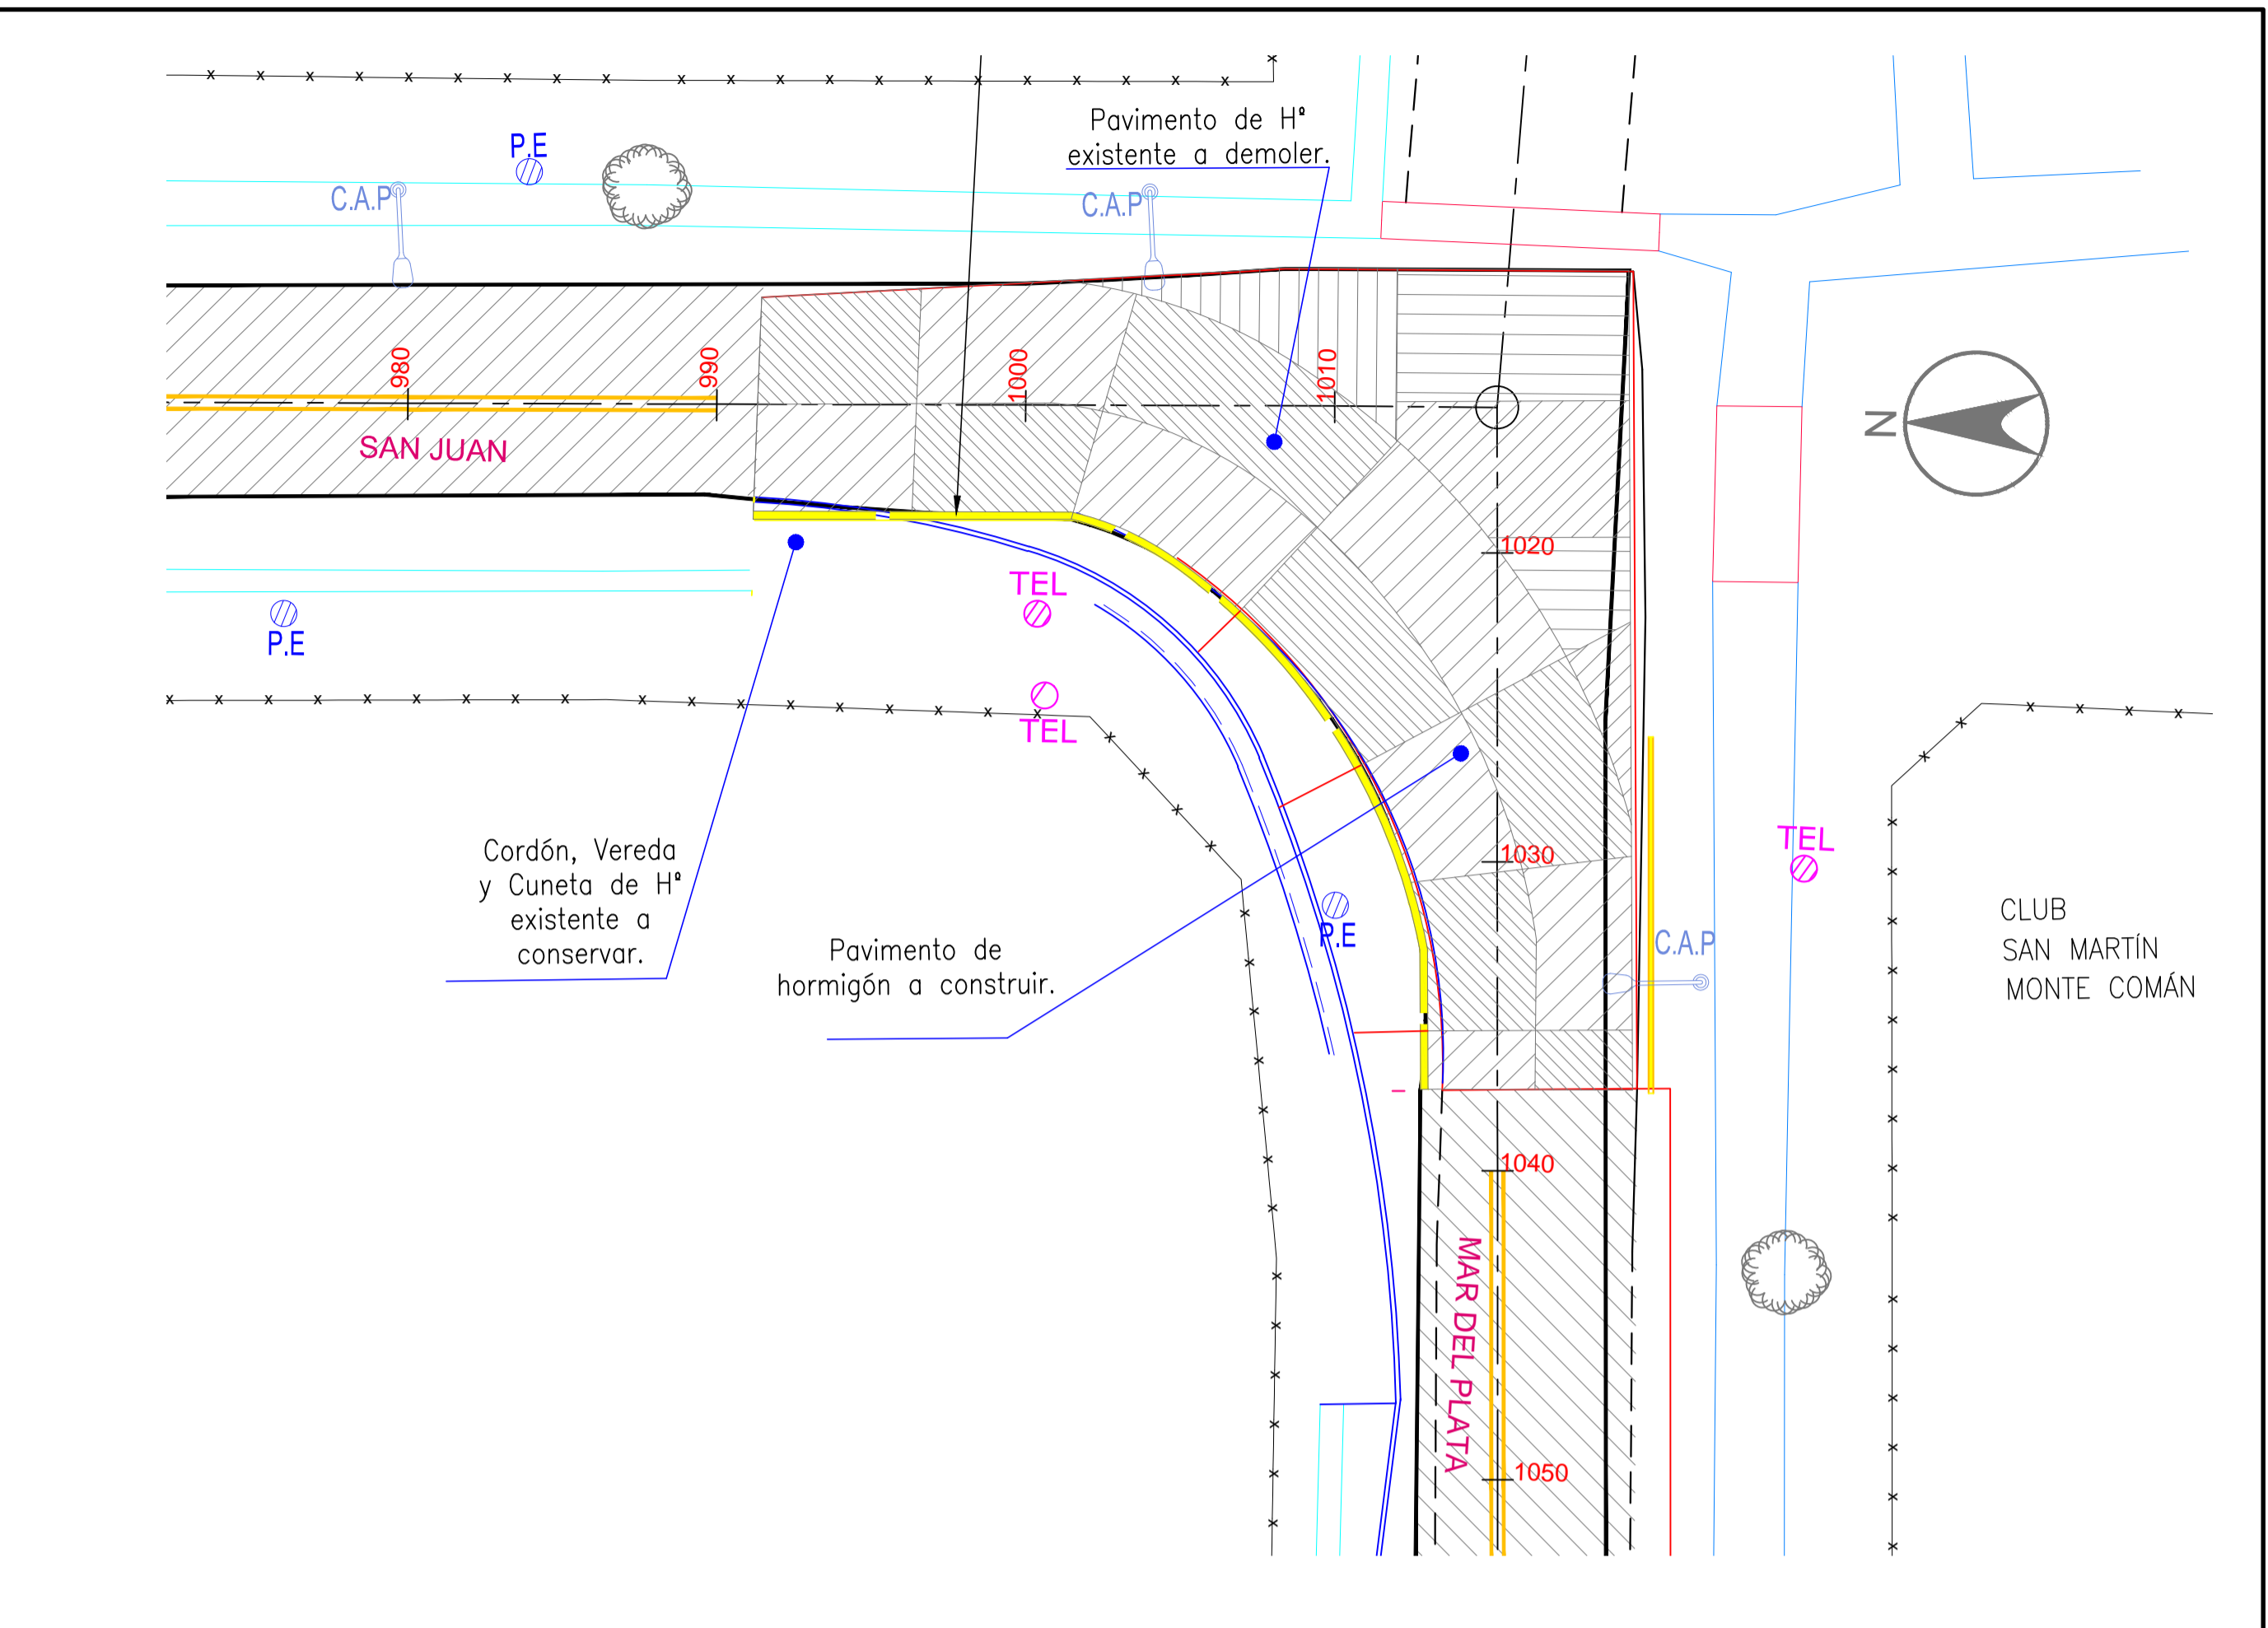 Pavimento de Hº
existente a demoler.
P.E
C.A.P
C.A.P
980
990
1000
1010
N
SAN JUAN
1020
TEL
P.E
TEL
TEL
1030
Cordón, Vereda
y Cuneta de Hº
existente a
conservar.
CLUB
SAN MARTÍN
MONTE COMÁN
P.E
C.A.P
Pavimento de
hormigón a construir.
1040
MAR DEL PLATA
1050